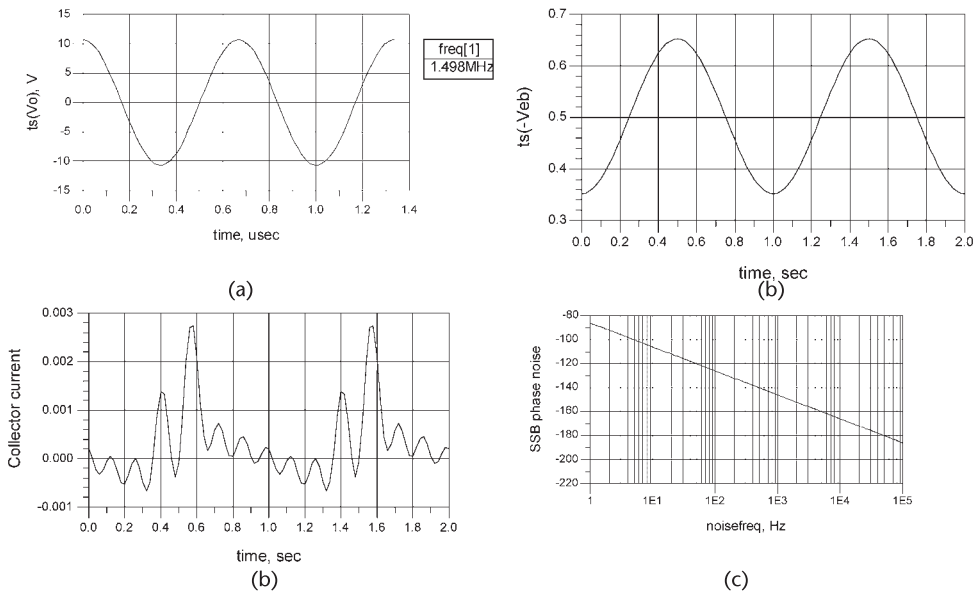 15
10
5
0
-5
-10
-15
ts(Vo), V
0.0 0.2 0.4 0.6 0.8 1.0 1.2 1.4
time, usec
freq[1]
1.498MHz
(a)
0.7
0.6
0.5
0.4
0.3
ts(-Veb)
0.0 0.2 0.4 0.6 0.8 1.0 1.2 1.4 1.6 1.8 2.0
time, sec
(b)
0.003
0.002
0.001
0.000
-0.001
Collector current
0.0 0.2 0.4 0.6 0.8 1.0 1.2 1.4 1.6 1.8 2.0
time, sec
(b)
-80
-100
-120
-140
-160
-180
-200
-220
SSB phase noise
1 1E1 1E2 1E3 1E4 1E5
noisefreq, Hz
(c)